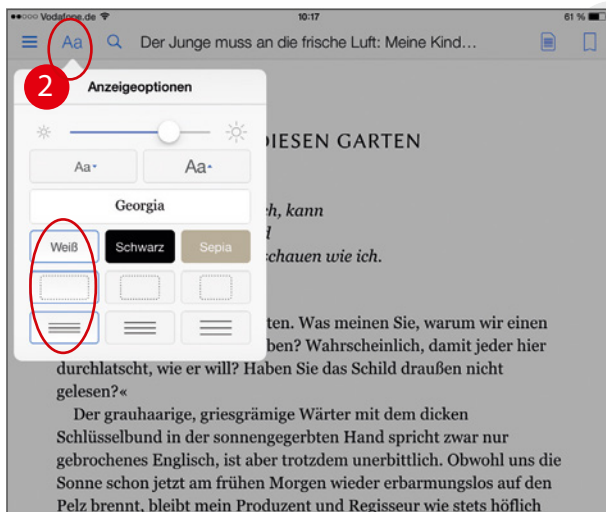 Vodafone.de 10:17 61 %
Aa Der Junge muss an die frische Luft: Meine Kind…
2 Anzeigeoptionen
DIESEN GARTEN
Aa Aa
Georgia
kann
Weiß Schwarz Sepia
schauen wie ich.
Was meinen Sie, warum wir einen
Wahrscheinlich, damit jeder hier
durchlatscht, wie er will? Haben Sie das Schild draußen nicht
gelesen?«
Der grauhaarige, griesgrämige Wärter mit dem dicken
Schlüsselbund in der sonnengegerbten Hand spricht zwar nur
gebrochenes Englisch, ist aber trotzdem unerbittlich. Obwohl uns die
Sonne schon jetzt am frühen Morgen wieder erbarmungslos auf den
Pelz brennt, bleibt mein Produzent und Regisseur wie stets höflich